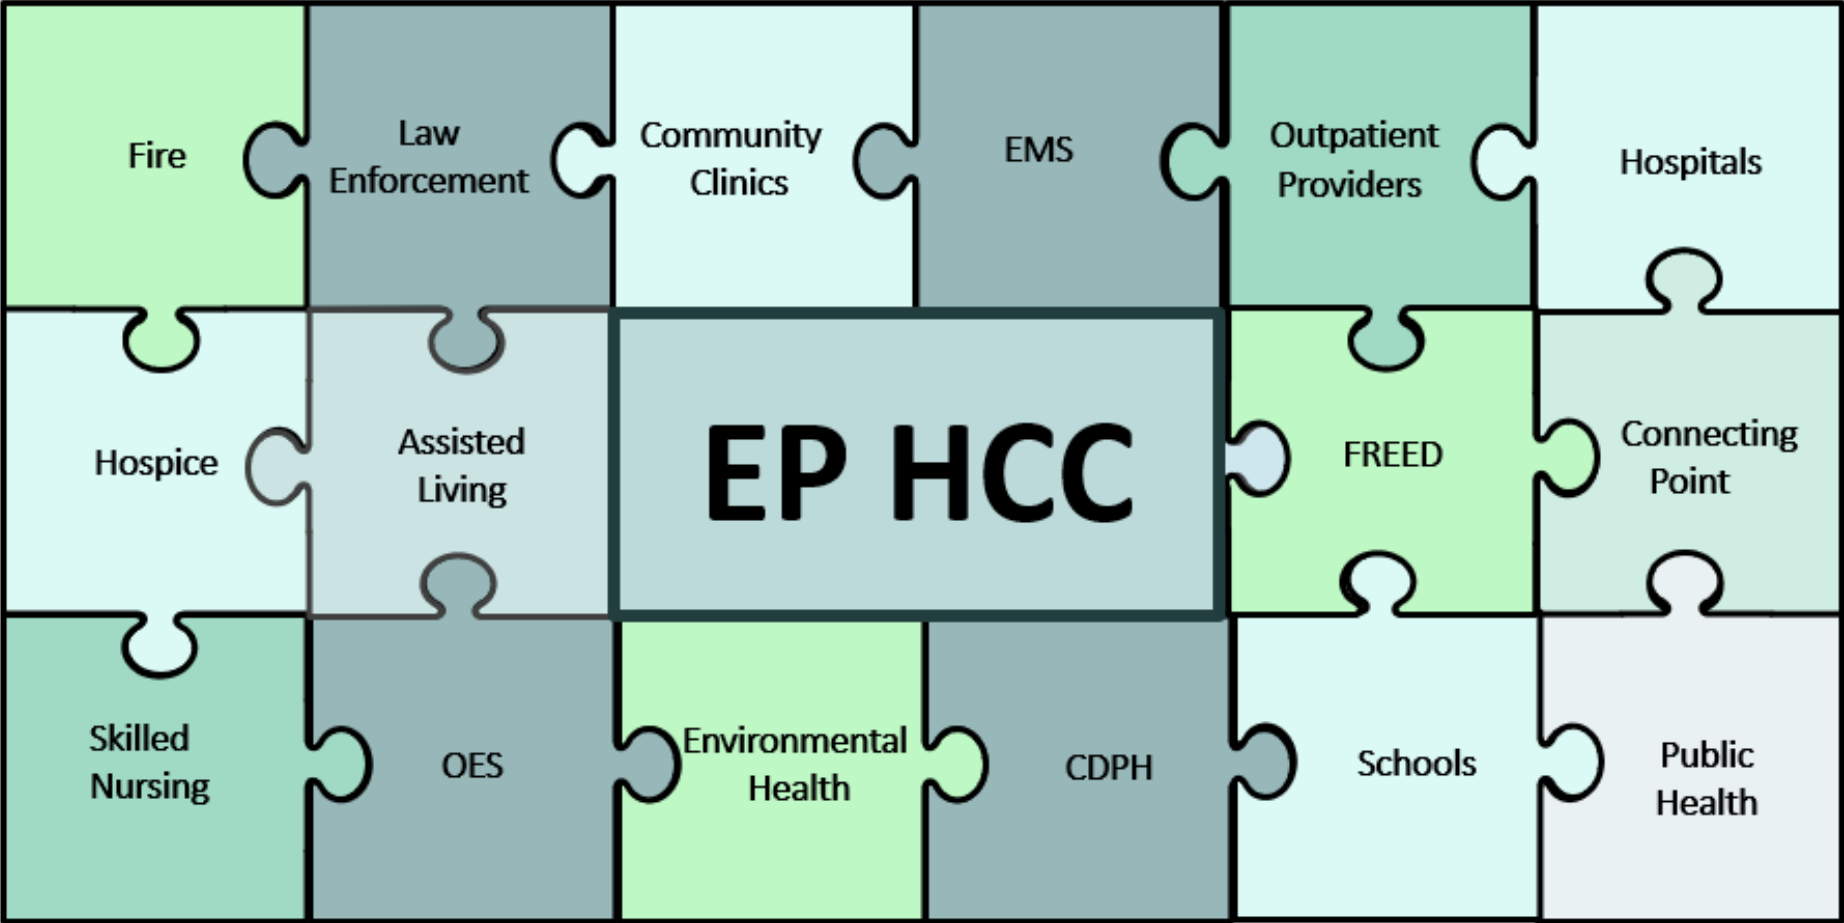 Fire
Law
Enforcement
Community
Clinics
EMS
Outpatient
Providers
Hospitals
Hospice
Assisted
Living
EP HCC
FREED
Connecting
Point
Skilled
Nursing
OES
Environmental
Health
CDPH
Schools
Public
Health